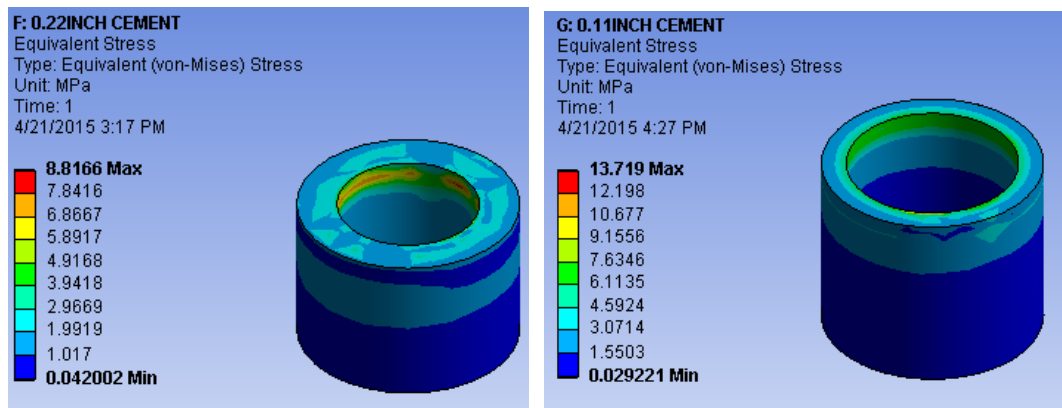 F: 0.22INCH CEMENT
Equivalent Stress
Type: Equivalent (von-Mises) Stress
Unit: MPa
Time: 1
4/21/2015 3:17 PM
8.8166 Max
7.8416
6.8667
5.8917
4.9168
3.9418
2.9669
1.9919
1.017
0.042002 Min
G: 0.11INCH CEMENT
Equivalent Stress
Type: Equivalent (von-Mises) Stress
Unit: MPa
Time: 1
4/21/2015 4:27 PM
13.719 Max
12.198
10.677
9.1556
7.6346
6.1135
4.5924
3.0714
1.5503
0.029221 Min